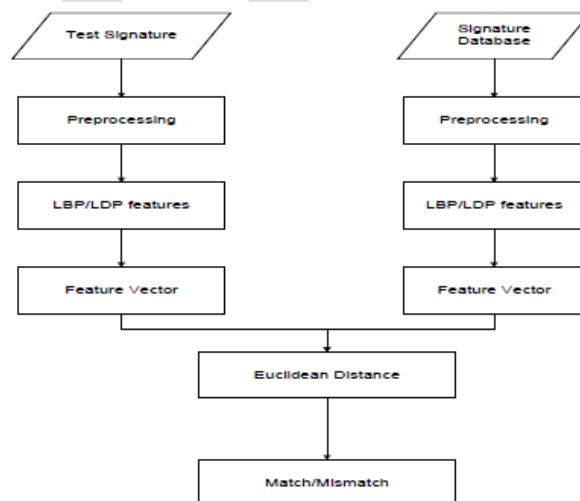 Test Signature
Signature
Database
Preprocessing
Preprocessing
LBP/LDP features
LBP/LDP features
Feature Vector
Feature Vector
Euclidean Distance
Match/Mismatch